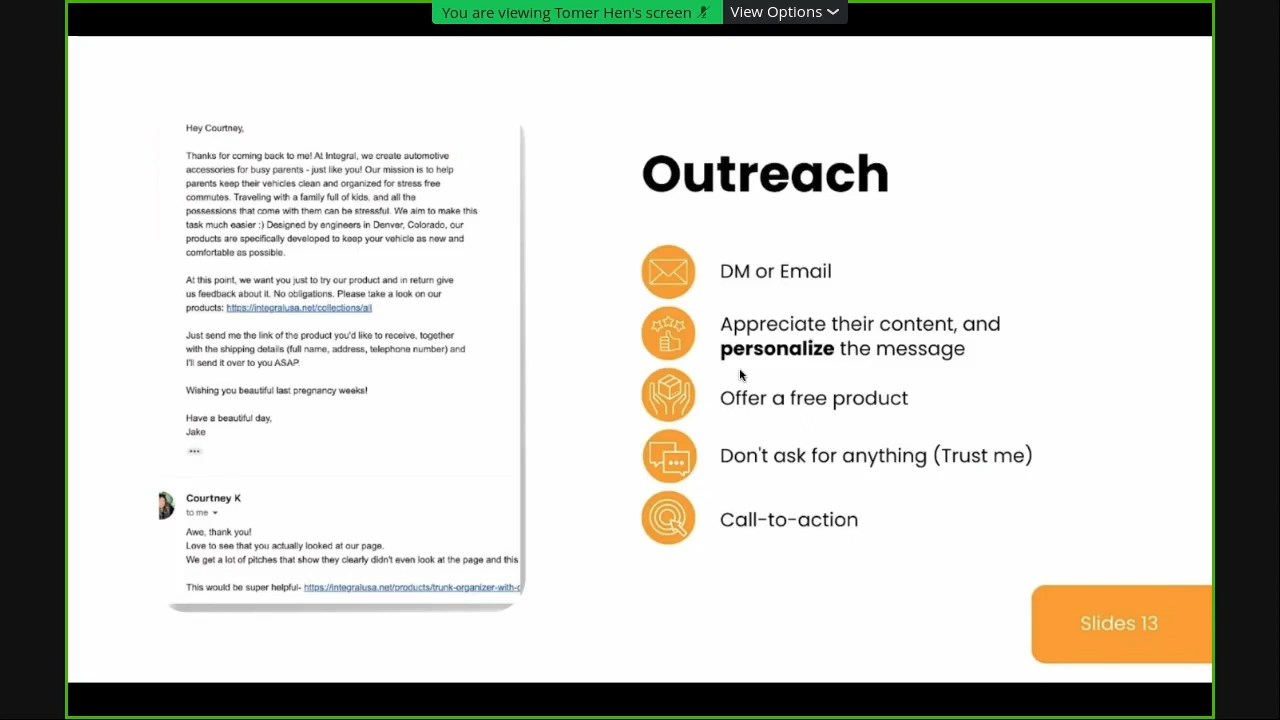 You are viewing Tomer Hen's screen
View Options
Hey Courtney,
Thanks for coming back to me! At Integral, we create automotive
accessories for busy parents - just like you! Our mission is to help
parents keep their vehicles clean and organized for stress free
commutes. Traveling with a family full of kids, and all the
possessions that come with them can be stressful. We aim to make this
task much easier :) Designed by engineers in Denver, Colorado, our
products are specifically developed to keep your vehicle as new and
comfortable as possible.
At this point, we want you just to try our product and in return give
us feedback about it. No obligations. Please take a look on our
products: https://integralusa.net/collections/all
Just send me the link of the product you'd like to receive, together
with the shipping details (full name, address, telephone number) and
I'll send it over to you ASAP.
Wishing you beautiful last pregnancy weeks!
Have a beautiful day,
Jake
Courtney K
to me
Awe, thank you!
Love to see that you actually looked at our page.
We get a lot of pitches that show they clearly didn't even look at the page and this
This would be super helpful- https://integralusa.net/products/trunk-organizer-with-c
Outreach
DM or Email
Appreciate their content, and
personalize the message
Offer a free product
Don't ask for anything (Trust me)
Call-to-action
Slides 13